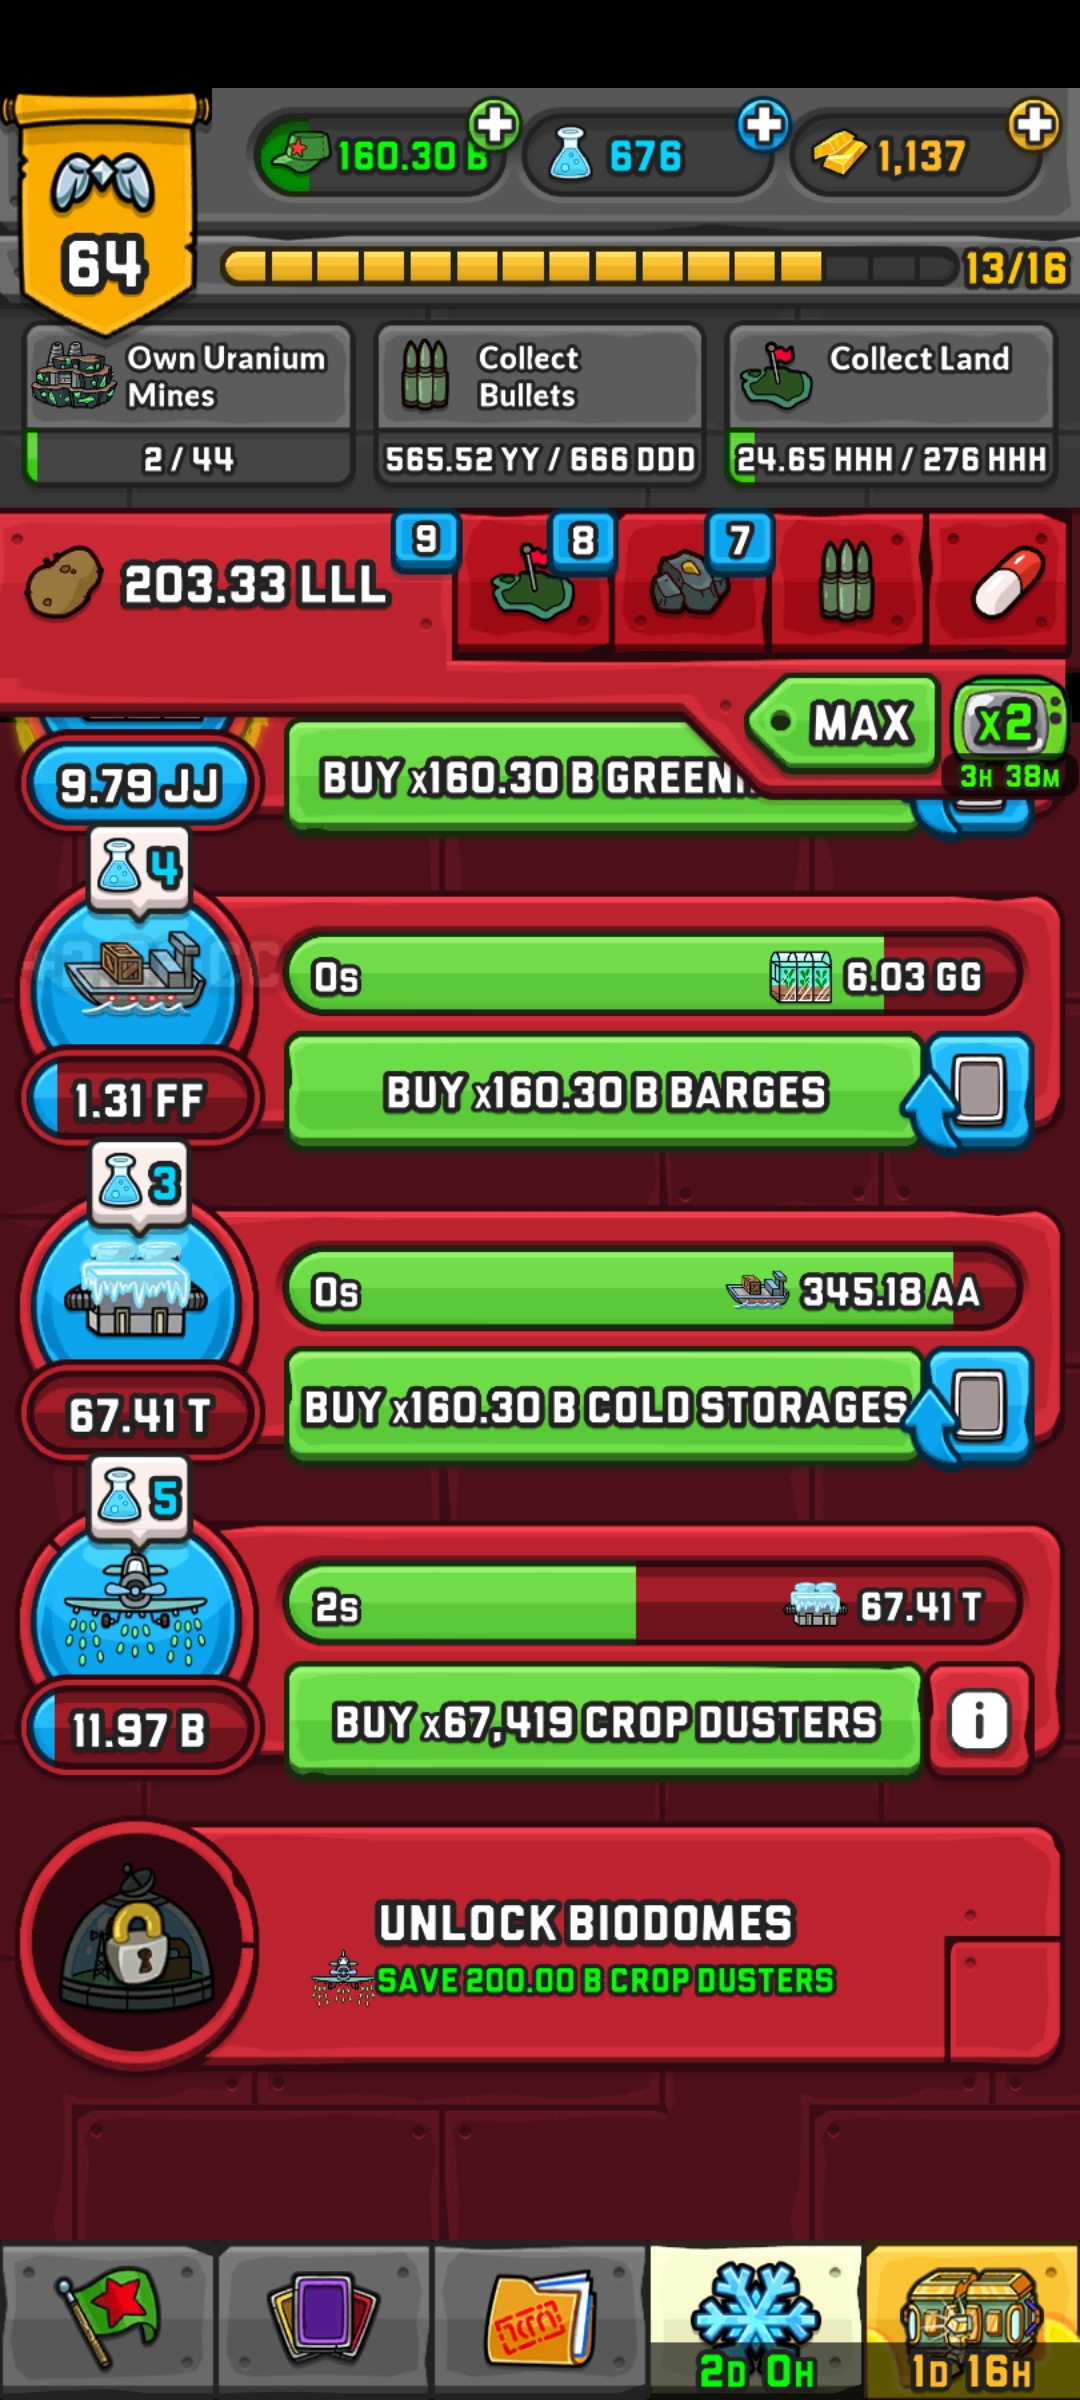 160.30 B
676
1,137
64
13/16
Own Uranium
Mines
2 / 44
Collect
Bullets
565.52 YY / 666 DDD
Collect Land
24.65 HHH / 276 HHH
203.33 LLL
9
8
7
MAX
x2
3H 38M
9.79 JJ
BUY x160.30 B
4
0s
6.03 GG
1.31 FF
BUY x160.30 B BARGES
3
0s
345.18 AA
67.41 T
BUY x160.30 B COLD STORAGES
5
2s
67.41 T
11.97 B
BUY x67,419 CROP DUSTERS
i
UNLOCK BIODOMES
SAVE 200.00 B CROP DUSTERS
2D 0H
1D 16H